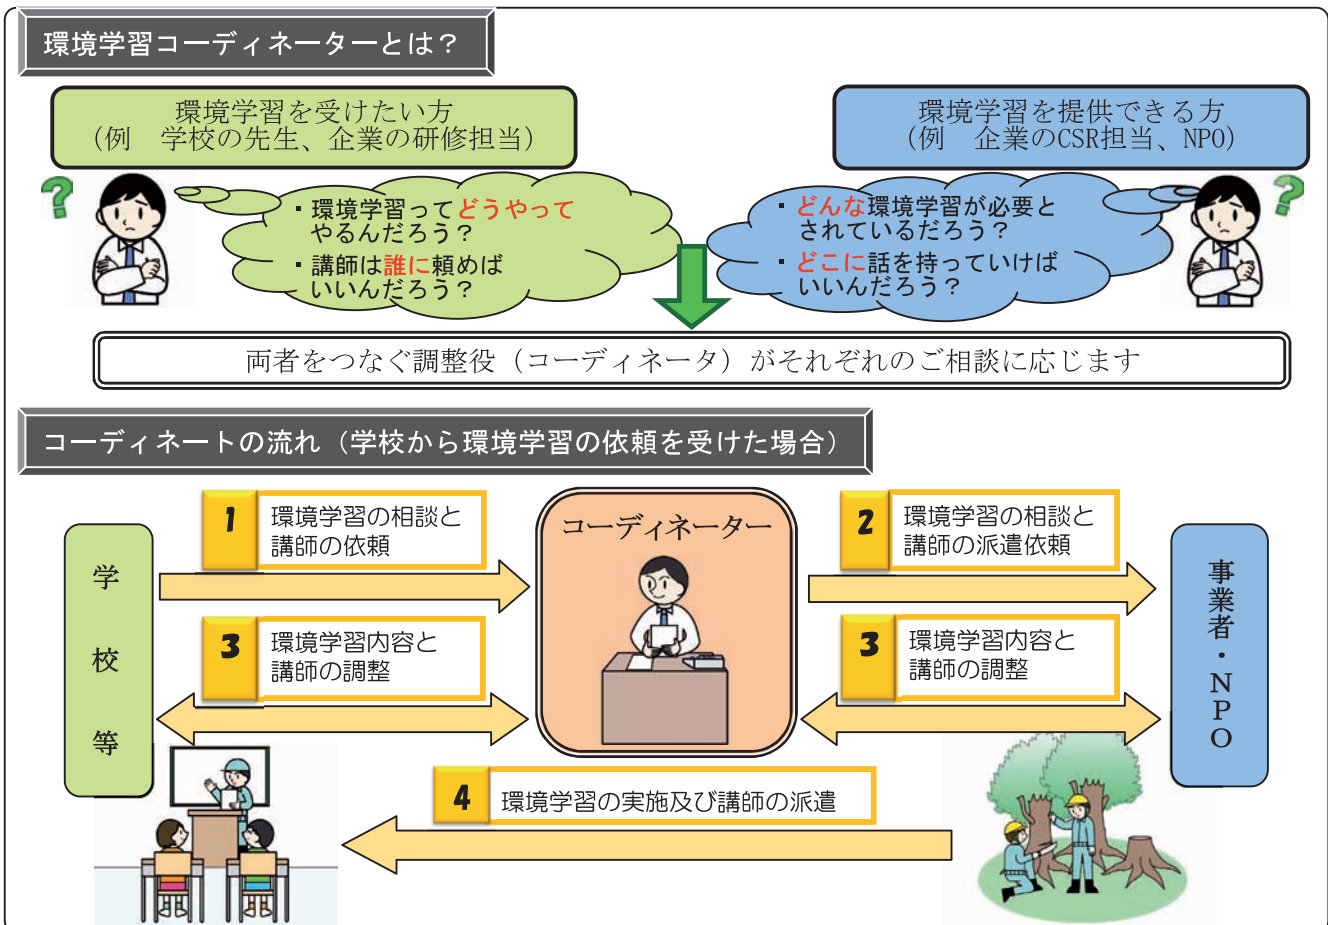 環境学習コーディネーターとは？
環境学習を受けたい方
（例　学校の先生、企業の研修担当）
環境学習を提供できる方
（例　企業のCSR担当、NPO）
?
・環境学習ってどうやって
やるんだろう？
・講師は誰に頼めば
いいんだろう？
・どんな環境学習が必要と
されているだろう？
・どこに話を持っていけば
いいんだろう？
?
両者をつなぐ調整役（コーディネータ）がそれぞれのご相談に応じます
コーディネートの流れ（学校から環境学習の依頼を受けた場合）
学校等
1
環境学習の相談と
講師の依頼
3
環境学習内容と
講師の調整
コーディネーター
2
環境学習の相談と
講師の派遣依頼
3
環境学習内容と
講師の調整
事業者・NPO
4
環境学習の実施及び講師の派遣